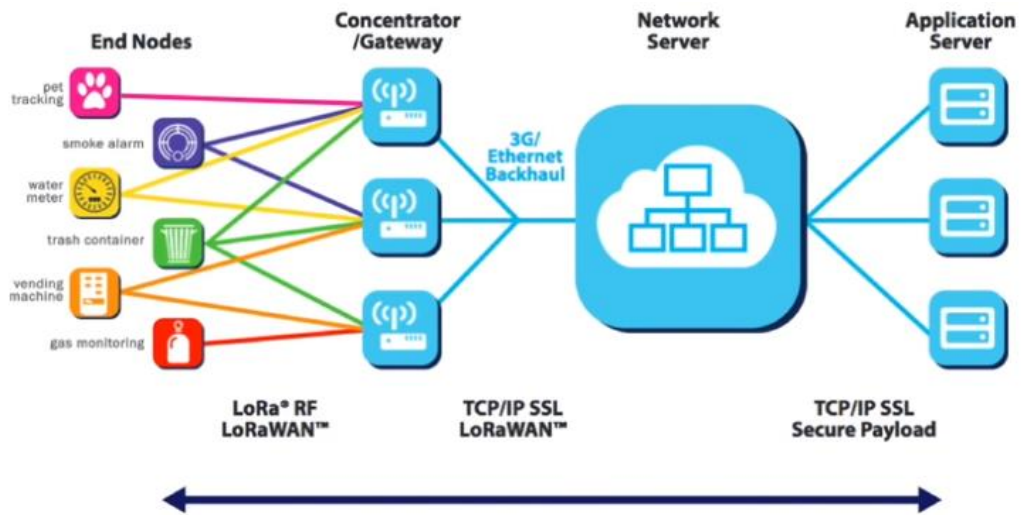 End Nodes
Concentrator
/Gateway
Network
Server
Application
Server
pet
tracking
smoke alarm
water
meter
trash container
vending
machine
gas monitoring
3G/
Ethernet
Backhaul
LoRa® RF
LoRaWAN™
TCP/IP SSL
LoRaWAN™
TCP/IP SSL
Secure Payload